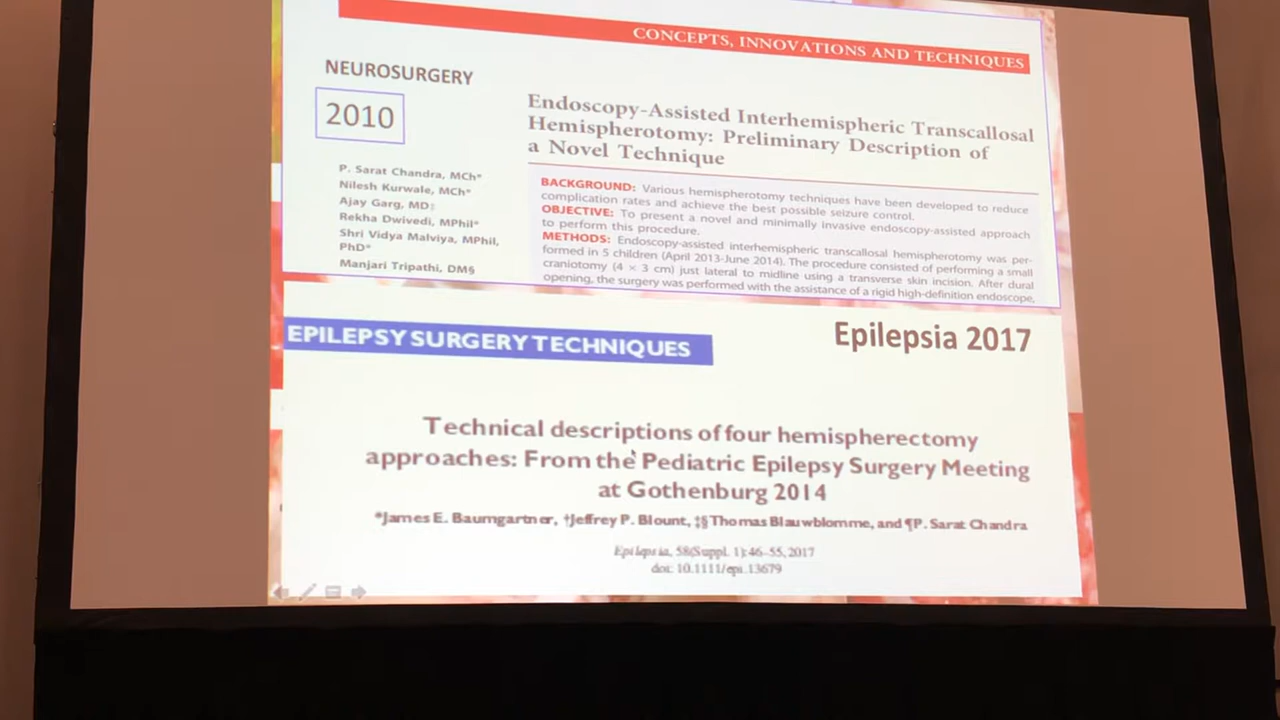 CONCEPTS, INNOVATIONS AND TECHNIQUES
NEUROSURGERY
2010
Endoscopy-Assisted Interhemispheric Transcallosal
Hemispherotomy: Preliminary Description of
a Novel Technique
P. Sarat Chandra, MCh*
Nilesh Kurwale, MCh*
Ajay Garg, MD‡
Rekha Dwivedi, MPhil*
Shri Vidya Malviya, MPhil,
PhD*
Manjari Tripathi, DM§
BACKGROUND: Various hemispherotomy techniques have been developed to reduce
complication rates and achieve the best possible seizure control.
OBJECTIVE: To present a novel and minimally invasive endoscopy-assisted approach
to perform this procedure.
METHODS: Endoscopy-assisted interhemispheric transcallosal hemispherotomy was per-
formed in 5 children (April 2013-June 2014). The procedure consisted of performing a small
craniotomy (4 × 3 cm) just lateral to midline using a transverse skin incision. After dural
opening, the surgery was performed with the assistance of a rigid high-definition endoscope,
EPILEPSY SURGERY TECHNIQUES
Epilepsia 2017
Technical descriptions of four hemispherectomy
approaches: From the Pediatric Epilepsy Surgery Meeting
at Gothenburg 2014
*James E. Baumgartner, †Jeffrey P. Blount, ‡§Thomas Blauwblomme, and ¶P. Sarat Chandra
Epilepsia, 58(Suppl. 1):46–55, 2017
doi: 10.1111/epi.13679